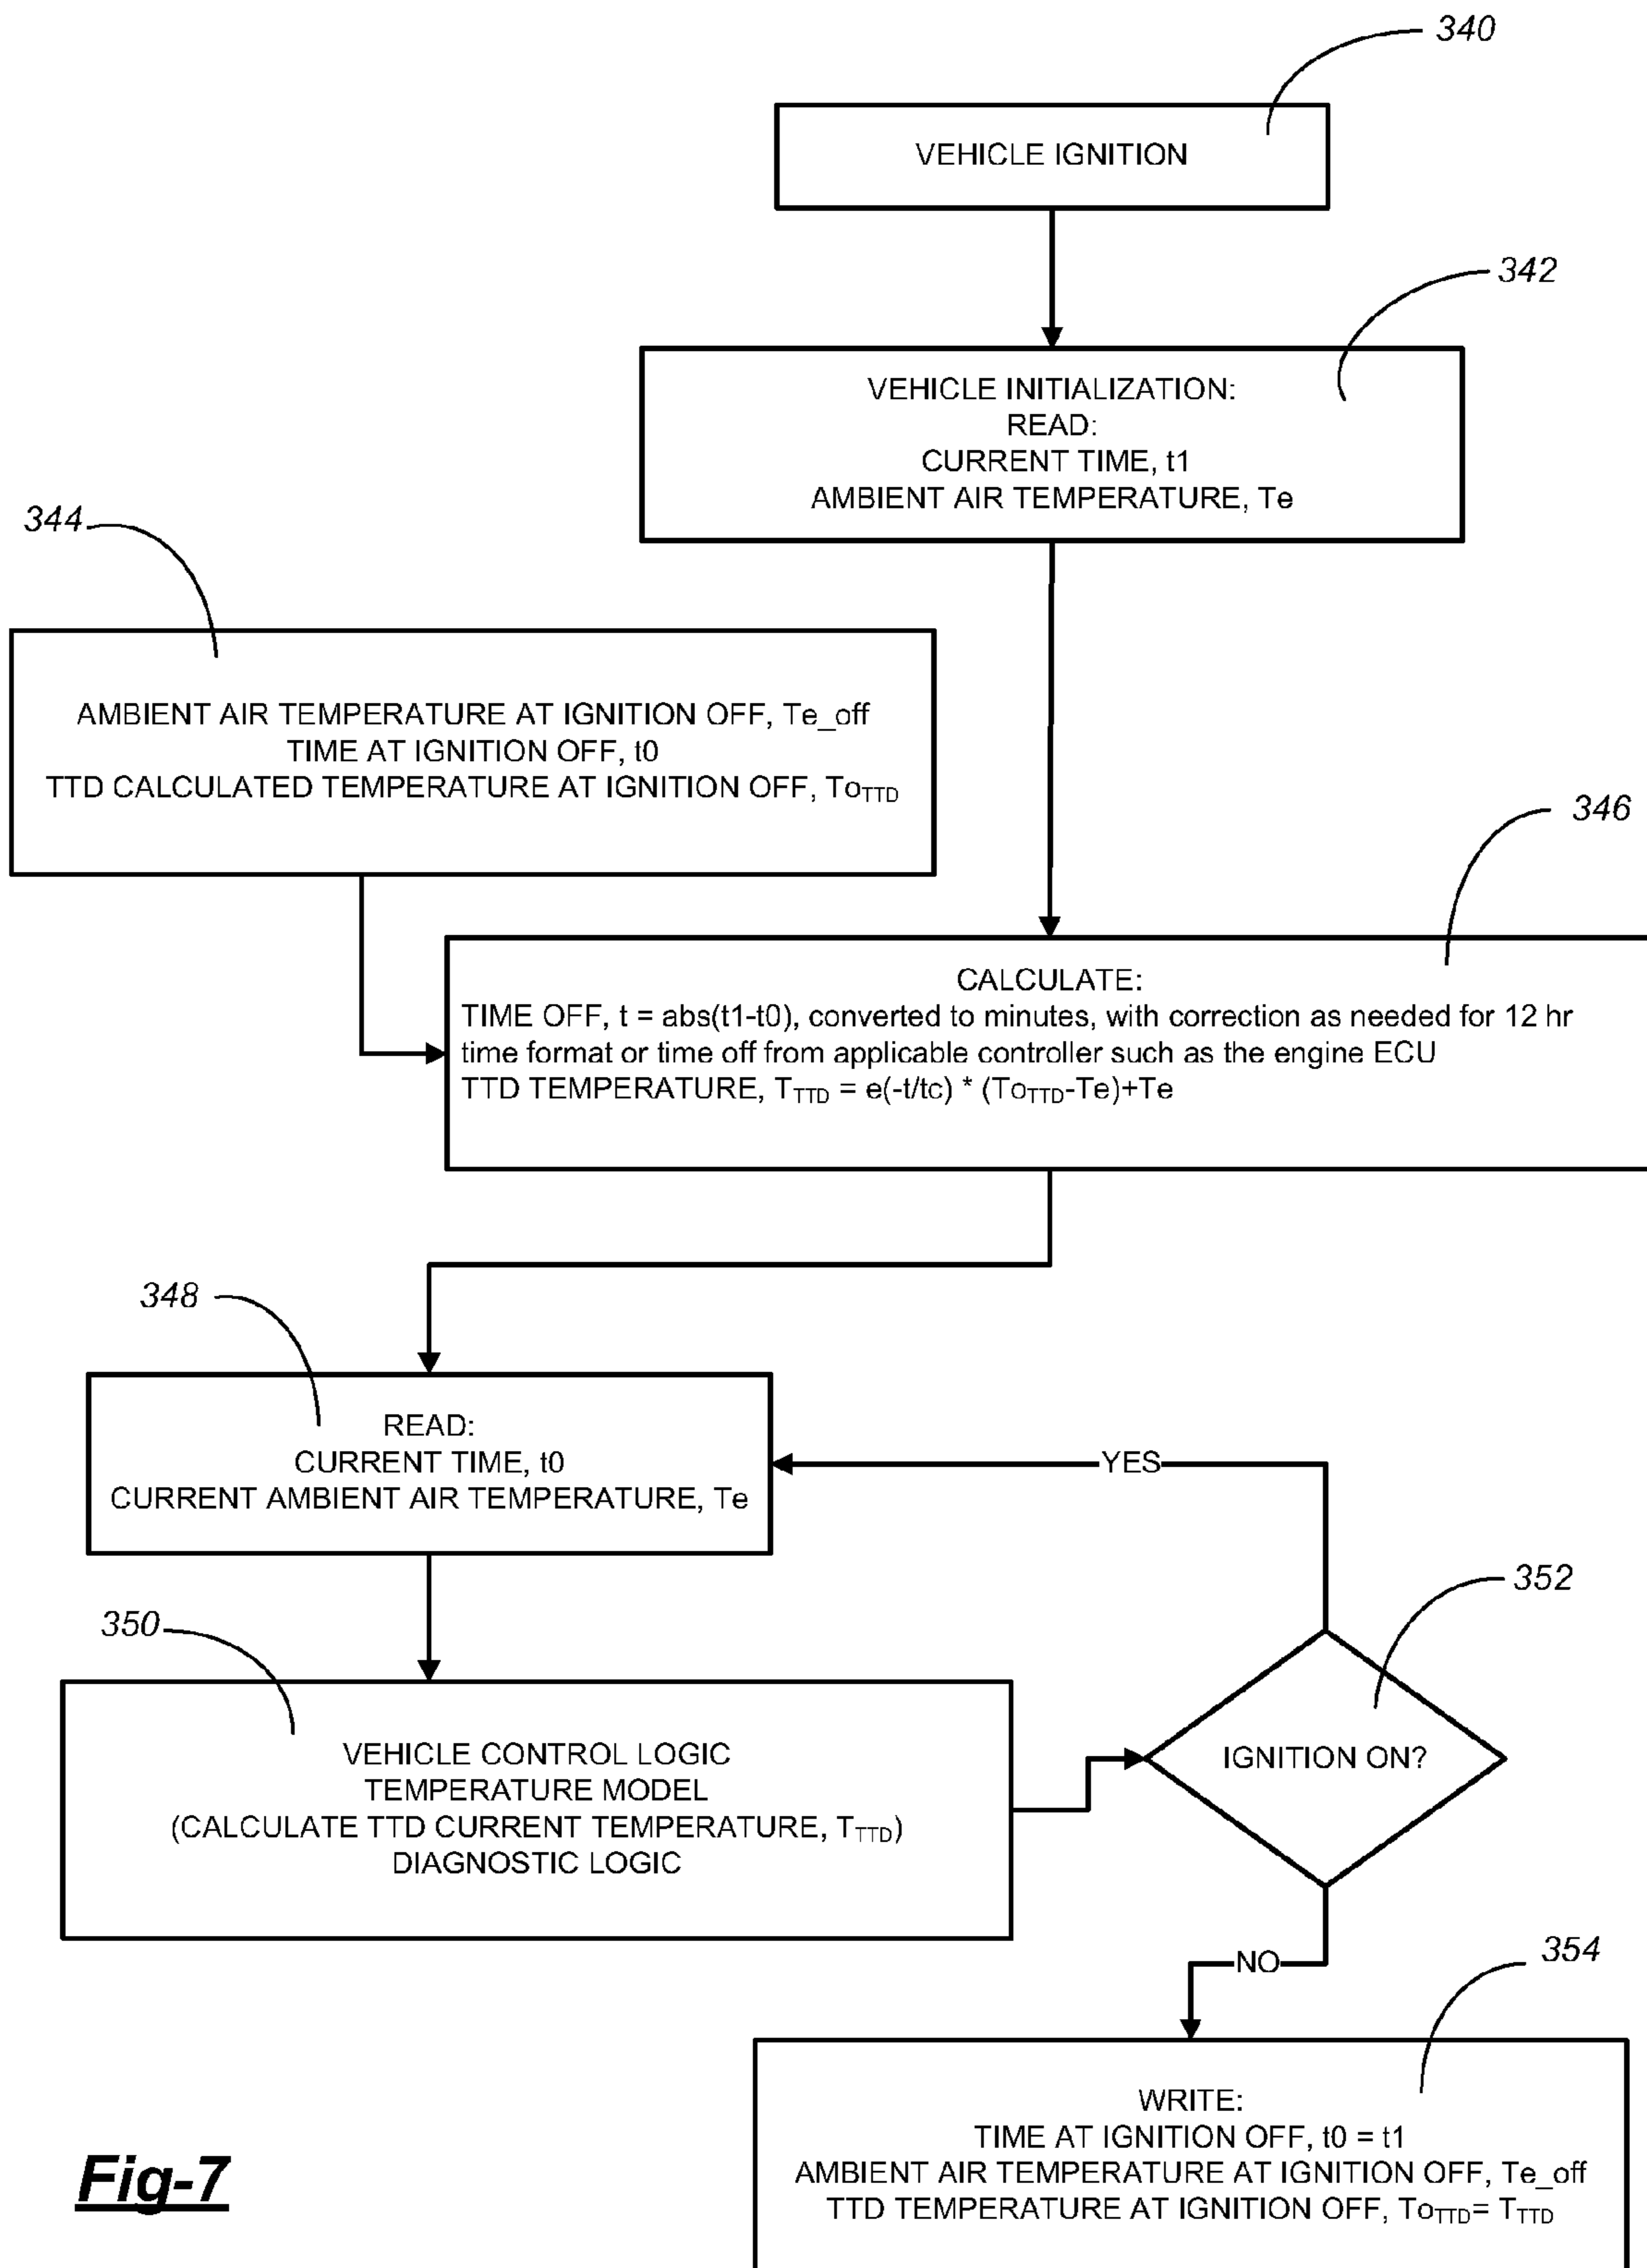 340
VEHICLE IGNITION
342
VEHICLE INITIALIZATION:
READ:
CURRENT TIME, t1
AMBIENT AIR TEMPERATURE, Te
344
AMBIENT AIR TEMPERATURE AT IGNITION OFF, Te_off
TIME AT IGNITION OFF, t0
TTD CALCULATED TEMPERATURE AT IGNITION OFF, ToTTD
346
CALCULATE:
TIME OFF, t = abs(t1-t0), converted to minutes, with correction as needed for 12 hr
time format or time off from applicable controller such as the engine ECU
TTD TEMPERATURE, TTTD = e(-t/tc) * (ToTTD-Te)+Te
348
READ:
CURRENT TIME, t0
CURRENT AMBIENT AIR TEMPERATURE, Te
YES
350
VEHICLE CONTROL LOGIC
TEMPERATURE MODEL
(CALCULATE TTD CURRENT TEMPERATURE, TTTD)
DIAGNOSTIC LOGIC
352
IGNITION ON?
NO
354
WRITE:
TIME AT IGNITION OFF, t0 = t1
AMBIENT AIR TEMPERATURE AT IGNITION OFF, Te_off
TTD TEMPERATURE AT IGNITION OFF, ToTTD= TTTD
Fig-7